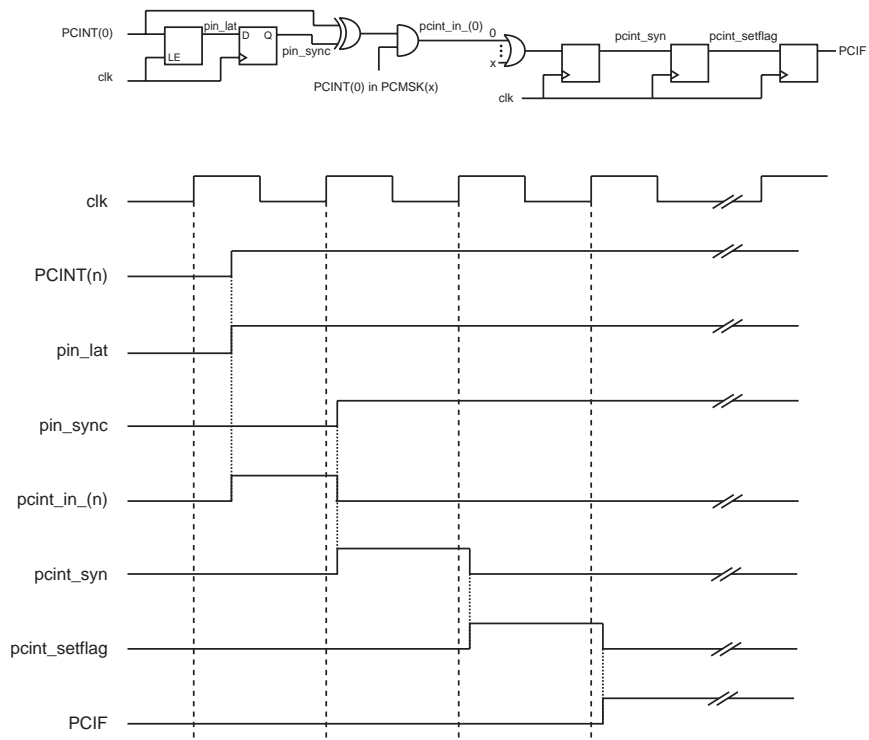 PCINT(0)
pin_lat
D Q
LE
pin_sync
clk
pcint_in_(0)
PCINT(0) in PCMSK(x)
0
x
clk
pcint_syn
pcint_setflag
PCIF
clk
PCINT(n)
pin_lat
pin_sync
pcint_in_(n)
pcint_syn
pcint_setflag
PCIF